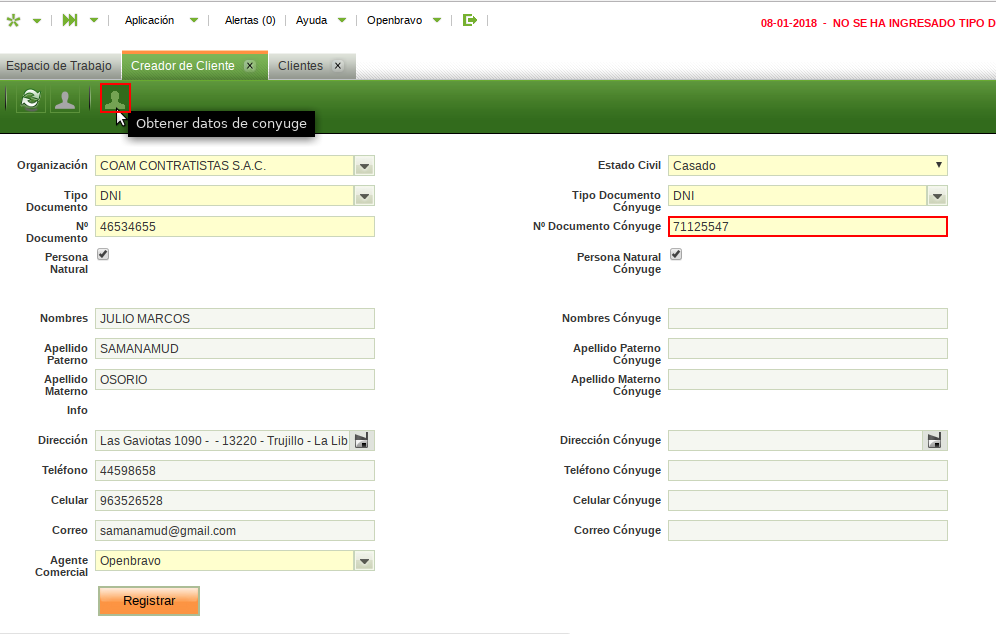 Aplicación Alertas (0) Ayuda Openbravo 08-01-2018 - NO SE HA INGRESADO TIPO D
Espacio de Trabajo Creador de Cliente x Clientes x
Obtener datos de conyuge
Organización COAM CONTRATISTAS S.A.C. Estado Civil Casado
Tipo Documento DNI Tipo Documento Cónyuge DNI
Nº Documento 46534655 Nº Documento Cónyuge 71125547
Persona Natural Persona Natural Cónyuge
Nombres JULIO MARCOS Nombres Cónyuge
Apellido Paterno SAMANAMUD Apellido Paterno Cónyuge
Apellido Materno OSORIO Apellido Materno Cónyuge
Info
Dirección Las Gaviotas 1090 - - 13220 - Trujillo - La Lib Dirección Cónyuge
Teléfono 44598658 Teléfono Cónyuge
Celular 963526528 Celular Cónyuge
Correo samanamud@gmail.com Correo Cónyuge
Agente Comercial Openbravo
Registrar